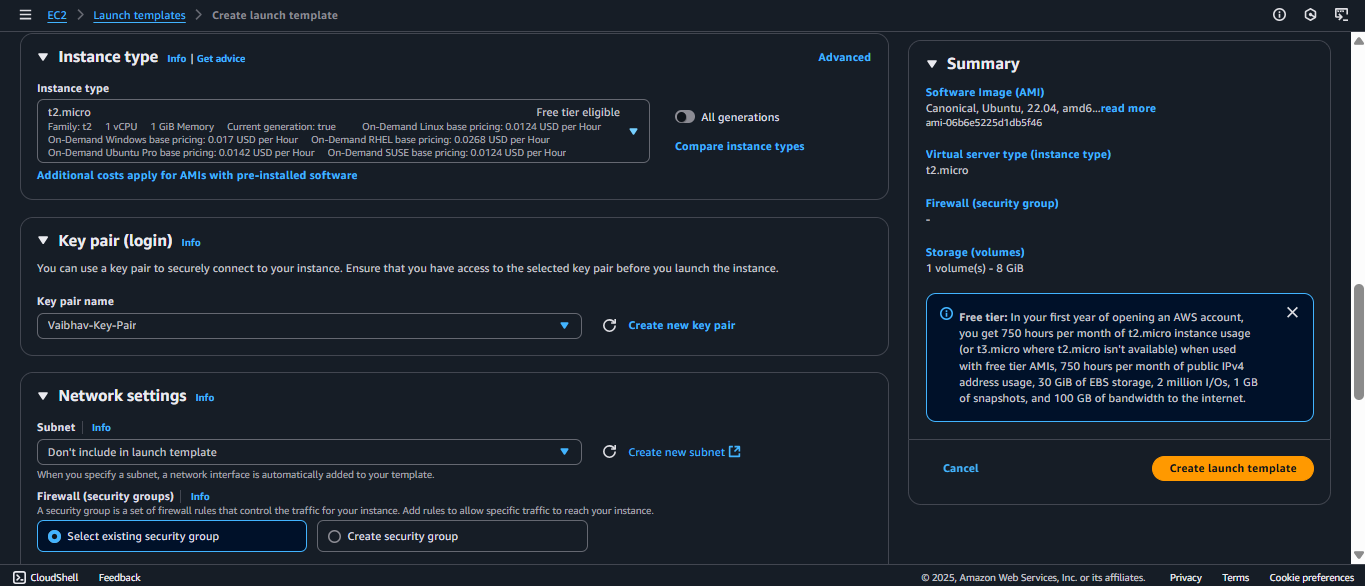 EC2 > Launch templates > Create launch template
Instance type Info | Get advice
Advanced
Instance type
t2.micro Free tier eligible
Family: t2 1 vCPU 1 GiB Memory Current generation: true On-Demand Linux base pricing: 0.0124 USD per Hour
On-Demand Windows base pricing: 0.017 USD per Hour On-Demand RHEL base pricing: 0.0268 USD per Hour
On-Demand Ubuntu Pro base pricing: 0.0142 USD per Hour On-Demand SUSE base pricing: 0.0124 USD per Hour
All generations
Compare instance types
Additional costs apply for AMIs with pre-installed software
Key pair (login) Info
You can use a key pair to securely connect to your instance. Ensure that you have access to the selected key pair before you launch the instance.
Key pair name
Vaibhav-Key-Pair
Create new key pair
Network settings Info
Subnet | Info
Don't include in launch template
Create new subnet
When you specify a subnet, a network interface is automatically added to your template.
Firewall (security groups) | Info
A security group is a set of firewall rules that control the traffic for your instance. Add rules to allow specific traffic to reach your instance.
Select existing security group
Create security group
Summary
Software Image (AMI)
Canonical, Ubuntu, 22.04, amd6...read more
ami-06b6e5225d1db5f46
Virtual server type (instance type)
t2.micro
Firewall (security group)
-
Storage (volumes)
1 volume(s) - 8 GiB
Free tier: In your first year of opening an AWS account,
you get 750 hours per month of t2.micro instance usage
(or t3.micro where t2.micro isn't available) when used
with free tier AMIs, 750 hours per month of public IPv4
address usage, 30 GiB of EBS storage, 2 million I/Os, 1 GB
of snapshots, and 100 GB of bandwidth to the internet.
Cancel
Create launch template
CloudShell Feedback
© 2025, Amazon Web Services, Inc. or its affiliates. Privacy Terms Cookie preferences